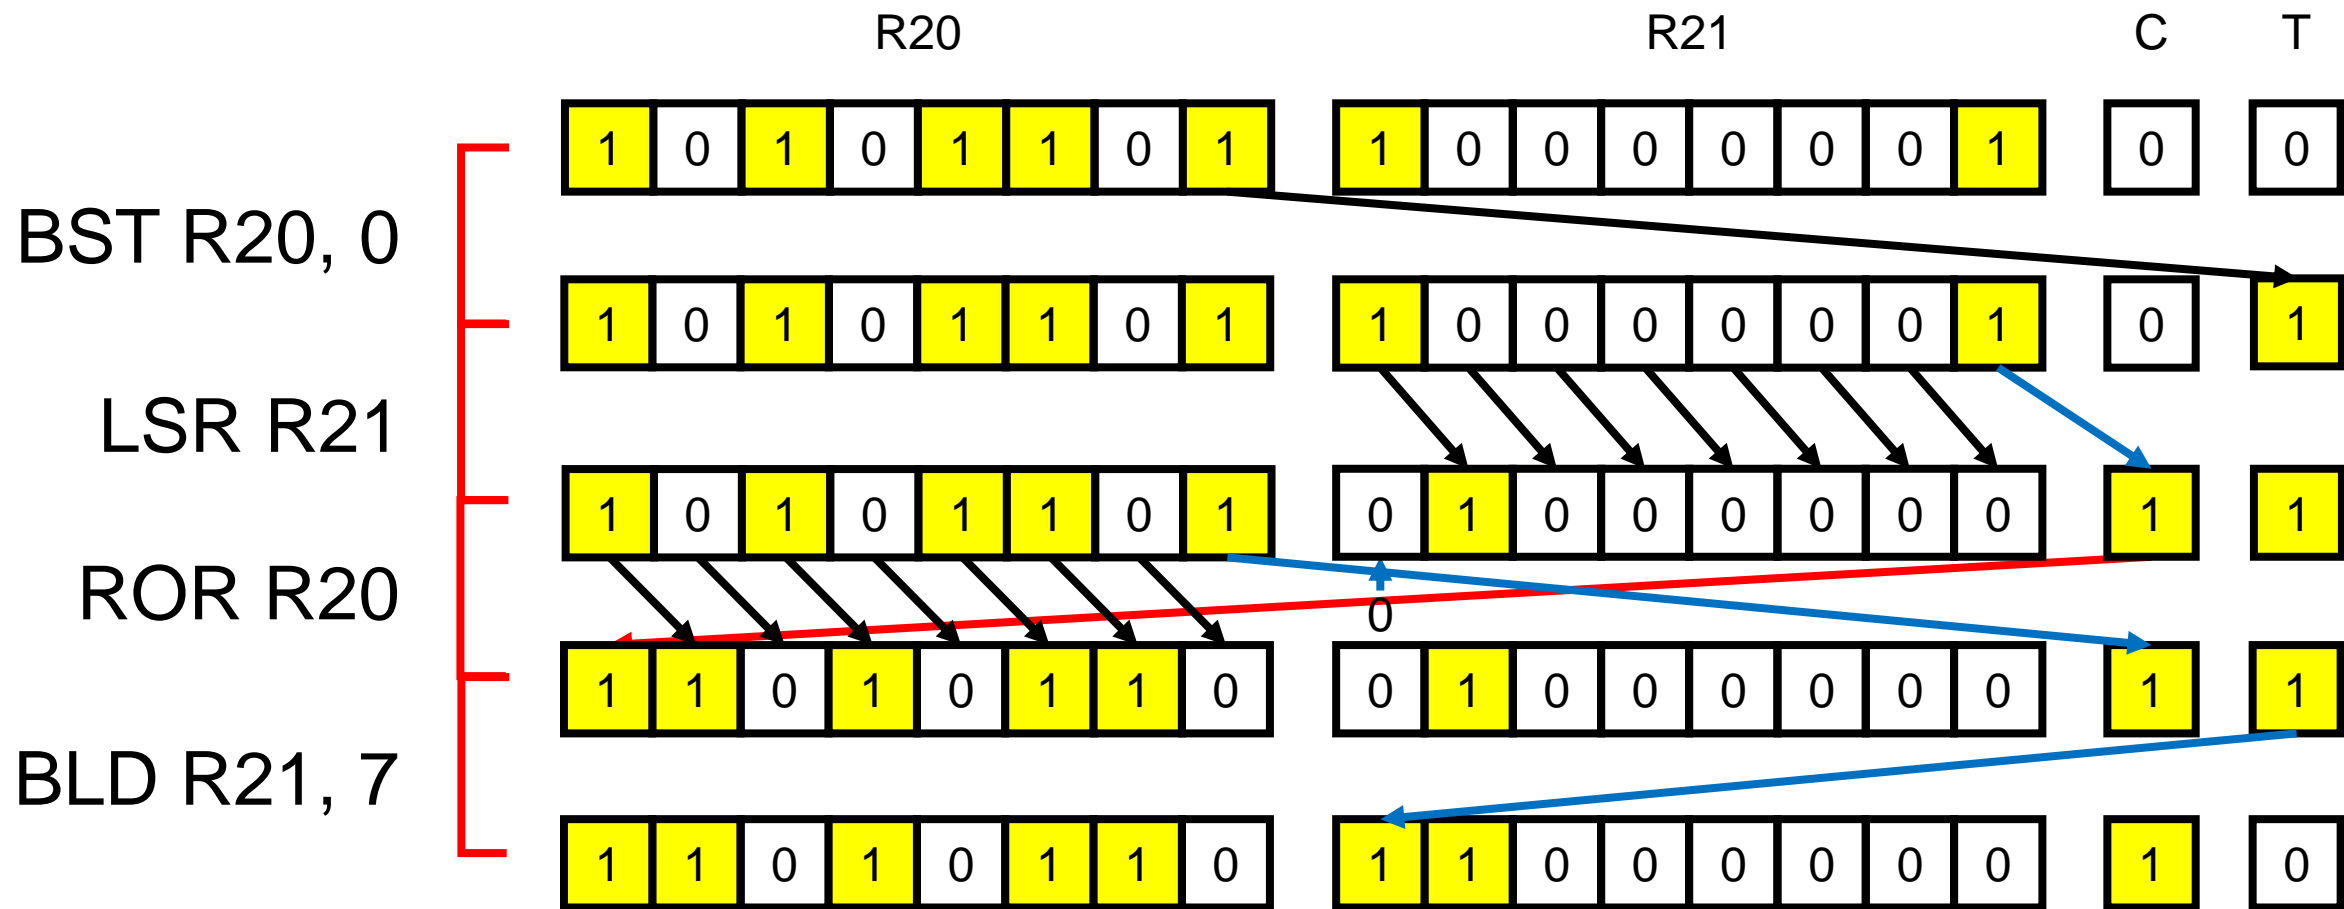 R20 R21 C T
1 0 1 0 1 1 0 1 1 0 0 0 0 0 0 1 0 0
BST R20, 0
1 0 1 0 1 1 0 1 1 0 0 0 0 0 0 1 0 1
LSR R21
1 0 1 0 1 1 0 1 0 1 0 0 0 0 0 0 1 1
ROR R20
0
1 1 0 1 0 1 1 0 0 1 0 0 0 0 0 0 1 1
BLD R21, 7
1 1 0 1 0 1 1 0 1 1 0 0 0 0 0 0 1 0